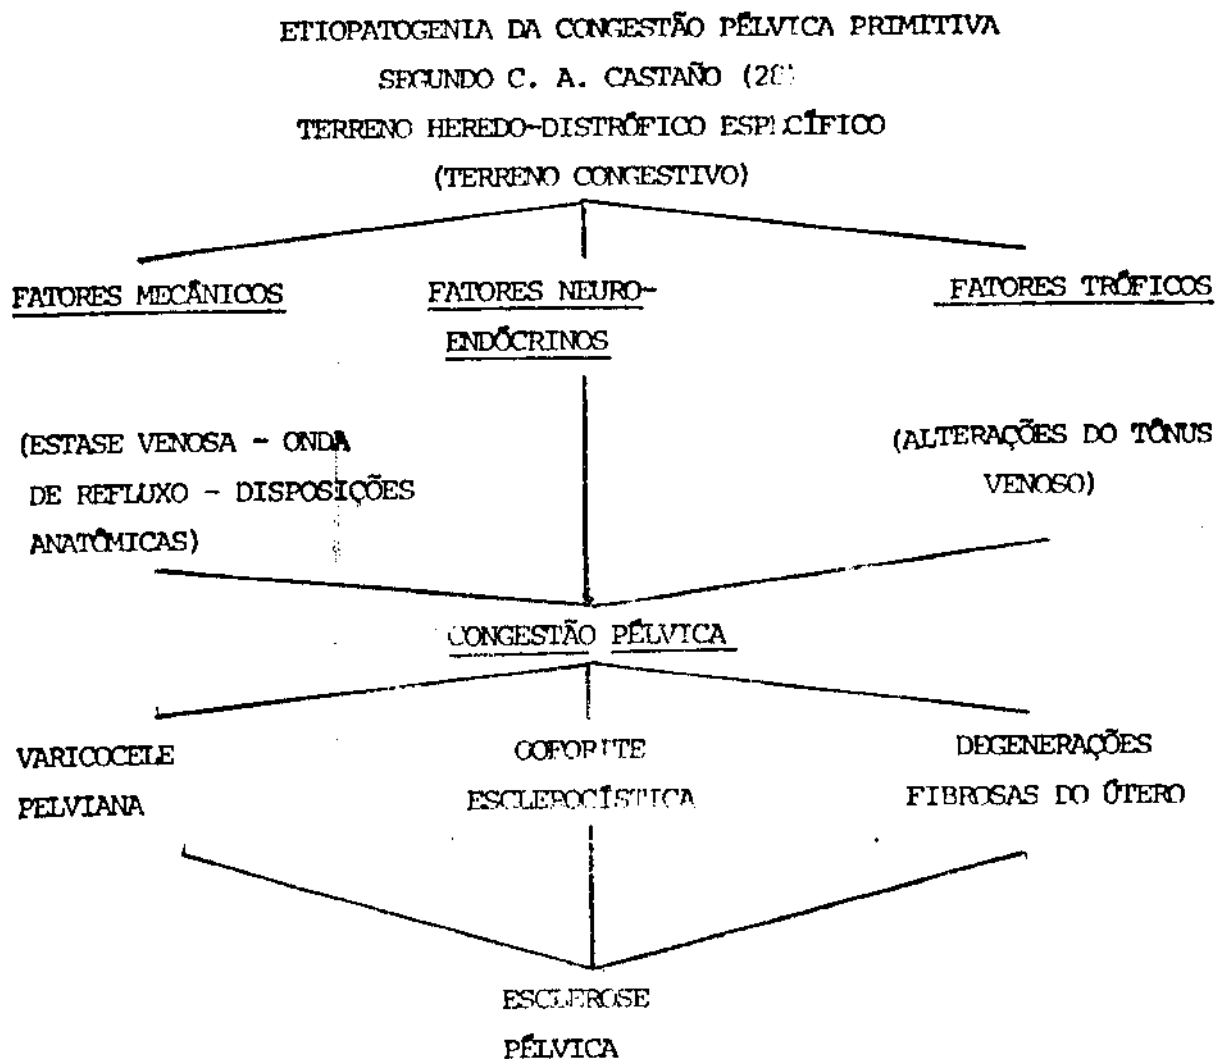 ETIOPATOGENIA DA CONGESTÃO PÉLVICA PRIMITIVA
SEGUNDO C. A. CASTAÑO
TERRENO HEREDO-DISTRÓFICO ESPECÍFICO
(TERRENO CONGESTIVO)
FATORES MECÂNICOS
FATORES NEURO-
ENDÓCRINOS
FATORES TRÓFICOS
(ESTASE VENOSA - ONDA
DE REFLUXO - DISPOSIÇÕES
ANATÔMICAS)
(ALTERAÇÕES DO TÔNUS
VENOSO)
CONGESTÃO PÉLVICA
VARICOCELE
PELVIANA
ESCLEROCÍSTICA
DEGENERAÇÕES
FIBROSAS DO ÚTERO
ESCLEROSE
PÉLVICA